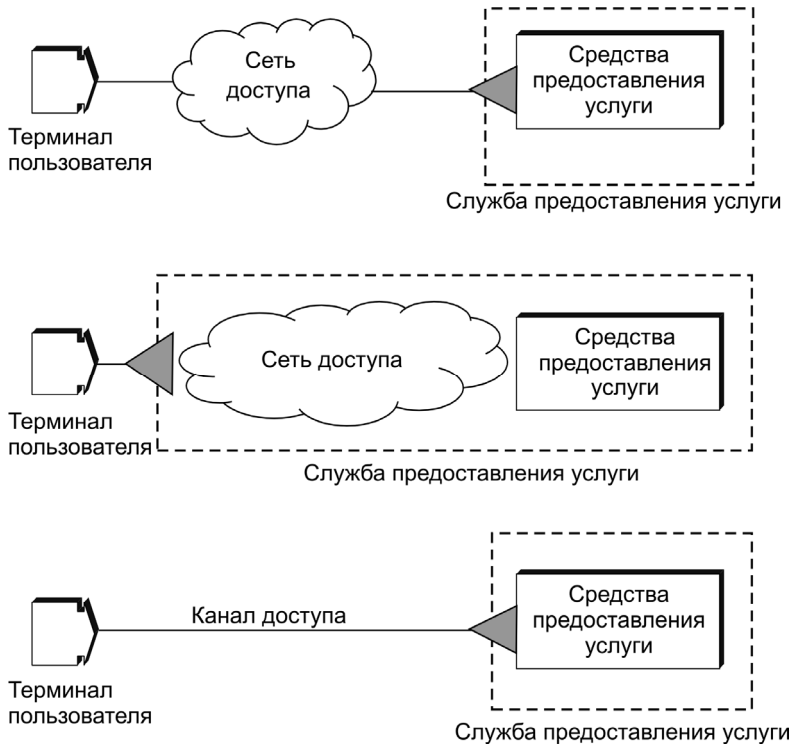 Сеть
доступа
Средства
предоставления
услуги
Терминал
пользователя
Служба предоставления услуги
Сеть доступа
Средства
предоставления
услуги
Терминал
пользователя
Служба предоставления услуги
Канал доступа
Средства
предоставления
услуги
Терминал
пользователя
Служба предоставления услуги